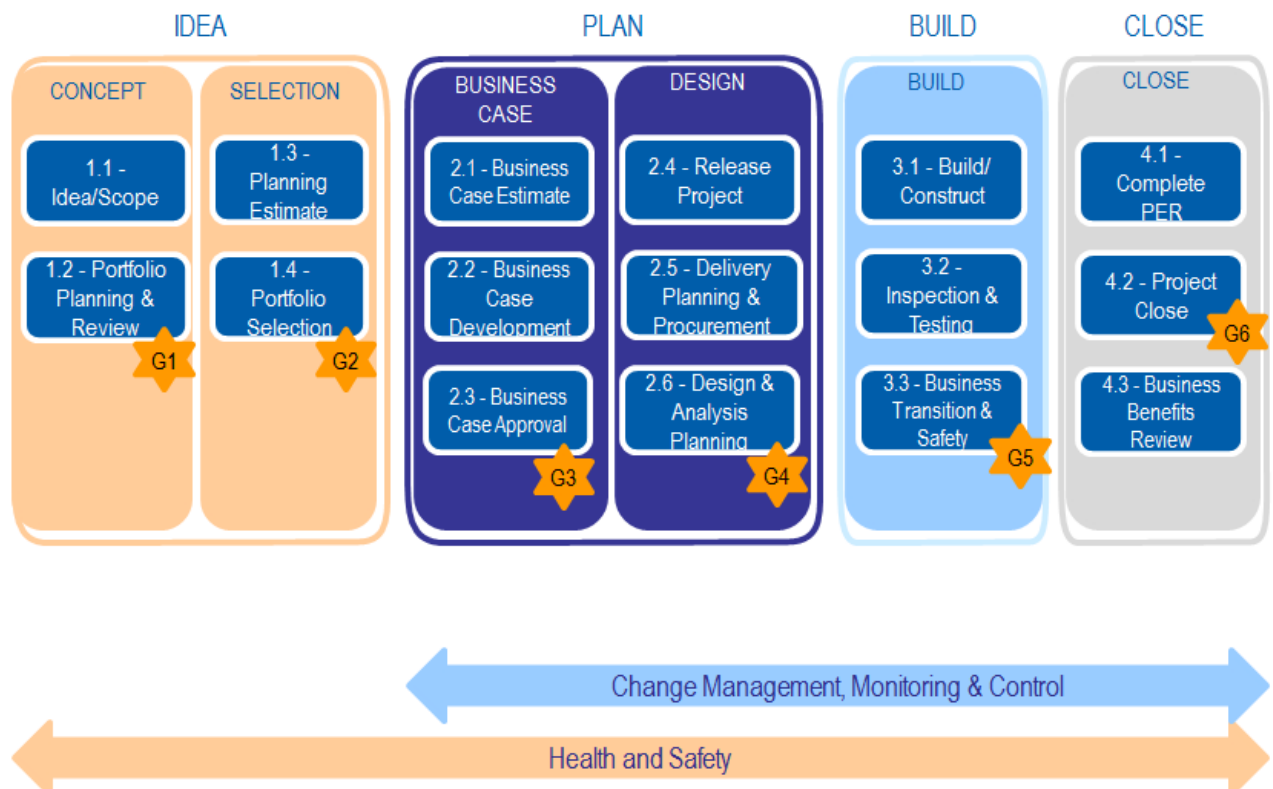 IDEA
PLAN
BUILD
CLOSE
CONCEPT
SELECTION
BUSINESS
CASE
DESIGN
BUILD
CLOSE
1.1 -
Idea/Scope
1.2 - Portfolio
Planning &
Review
G1
1.3 -
Planning
Estimate
1.4 -
Portfolio
Selection
G2
2.1 - Business
Case Estimate
2.2 - Business
Case
Development
2.3 - Business
Case Approval
G3
2.4 - Release
Project
2.5 - Delivery
Planning &
Procurement
2.6 - Design &
Analysis
Planning
G4
3.1 - Build/
Construct
3.2 -
Inspection &
Testing
3.3 - Business
Transition &
Safety
G5
4.1 -
Complete
PER
4.2 - Project
Close
G6
4.3 - Business
Benefits
Review
Change Management, Monitoring & Control
Health and Safety